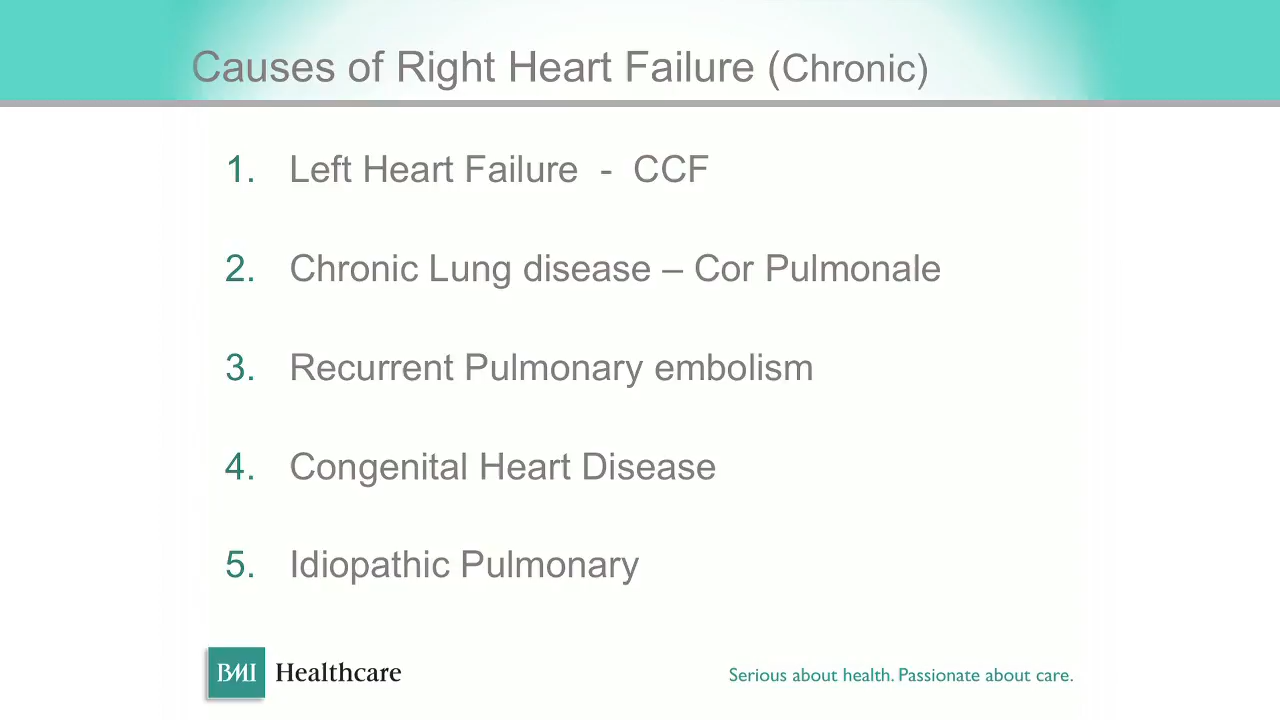 Causes of Right Heart Failure (Chronic)
1. Left Heart Failure - CCF
2. Chronic Lung disease – Cor Pulmonale
3. Recurrent Pulmonary embolism
4. Congenital Heart Disease
5. Idiopathic Pulmonary
BMI Healthcare
Serious about health. Passionate about care.